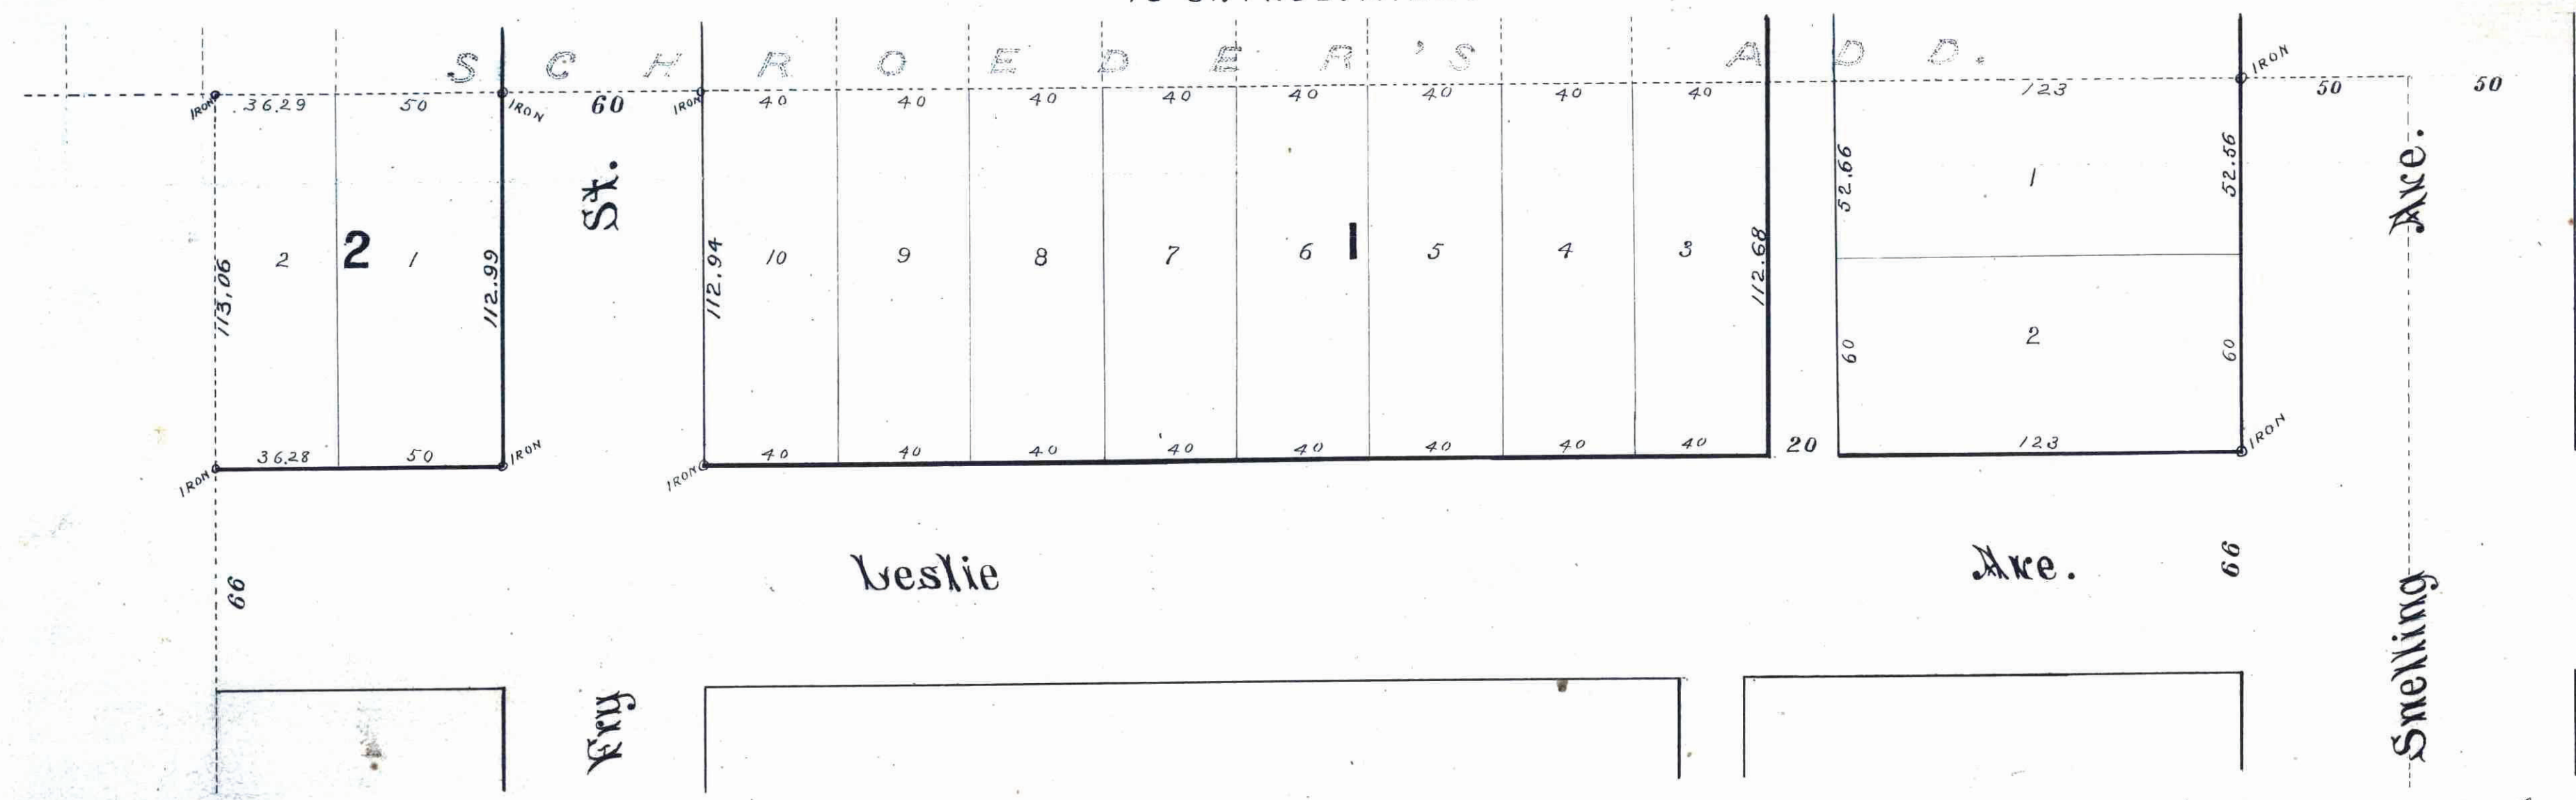 SCHROEDER'S ADD.
IRON 36.29 50 IRON 60 IRON 40 40 40 40 40 40 40 40 123 IRON 50 50
St.
Ave.
52.66 1 52.56
113.06 2 2 1 112.99 112.94 10 9 8 7 6 1 5 4 3 112.68
60 2 60
IRON 36.28 50 IRON IRON 40 40 40 40 40 40 40 40 20 123 IRON
66 Leslie Ave. 66
Fry
Snelling